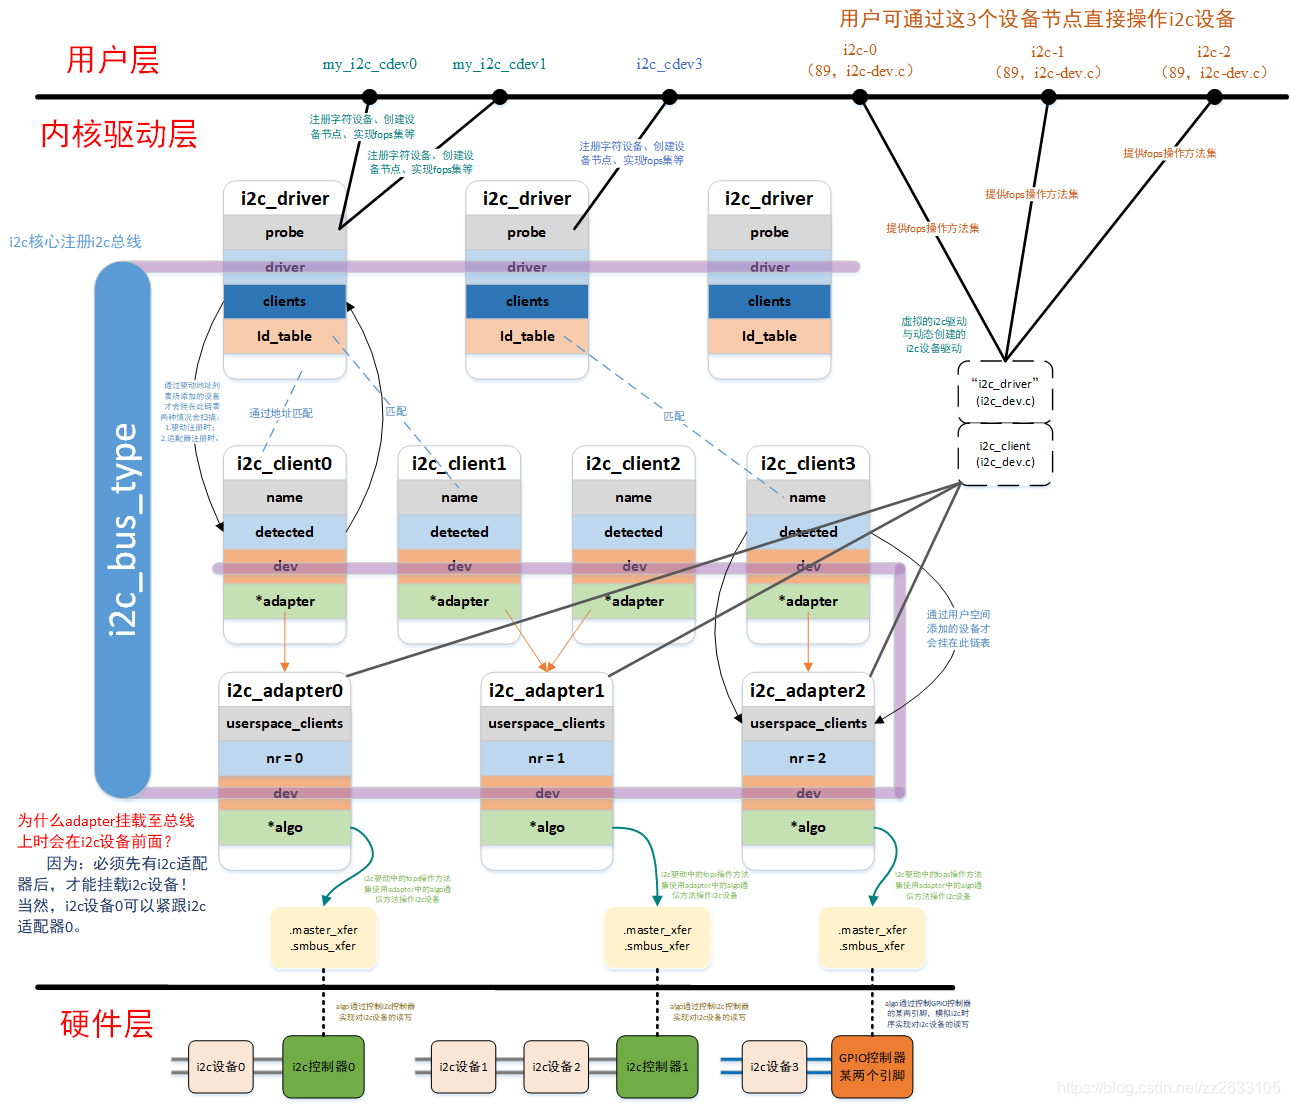 用户可通过这3个设备节点直接操作i2c设备
用户层
my_i2c_cdev0
my_i2c_cdev1
i2c_cdev3
i2c-0
（89，i2c-dev.c）
i2c-1
（89，i2c-dev.c）
i2c-2
（89，i2c-dev.c）
内核驱动层
注册字符设备、创建设
备节点、实现fops集等
注册字符设备、创建设
备节点、实现fops集等
注册字符设备、创建设
备节点、实现fops集等
提供fops操作方法集
提供fops操作方法集
提供fops操作方法集
i2c核心注册i2c总线
i2c_bus_type
i2c_driver
probe
driver
clients
Id_table
i2c_driver
probe
driver
clients
Id_table
i2c_driver
probe
driver
clients
Id_table
虚拟的i2c驱动
与动态创建的
i2c设备驱动
“i2c_driver”
(i2c_dev.c)
i2c_client
(i2c_dev.c)
通过驱动地址列
表所添加的设备
才会挂在此链表
两种情况会扫描：
1.驱动注册时；
2.适配器注册时。
通过地址匹配
匹配
匹配
i2c_client0
name
detected
dev
*adapter
i2c_client1
name
detected
dev
*adapter
i2c_client2
name
detected
dev
*adapter
i2c_client3
name
detected
dev
*adapter
通过用户空间
添加的设备才
会挂在此链表
i2c_adapter0
userspace_clients
nr = 0
dev
*algo
i2c_adapter1
userspace_clients
nr = 1
dev
*algo
i2c_adapter2
userspace_clients
nr = 2
dev
*algo
为什么adapter挂载至总线
上时会在i2c设备前面？
因为：必须先有i2c适配
器后，才能挂载i2c设备！
当然，i2c设备0可以紧跟i2c
适配器0。
i2c驱动中的fops操作方法
集使用adapter中的algo通
信方法操作i2c设备
i2c驱动中的fops操作方法
集使用adapter中的algo通
信方法操作i2c设备
i2c驱动中的fops操作方法
集使用adapter中的algo通
信方法操作i2c设备
.master_xfer
.smbus_xfer
.master_xfer
.smbus_xfer
.master_xfer
.smbus_xfer
硬件层
algo通过控制i2c控制器
实现对i2c设备的读写
algo通过控制i2c控制器
实现对i2c设备的读写
algo通过控制GPIO控制器
的某两引脚，模拟i2c时
序实现对i2c设备的读写
i2c设备0
i2c控制器0
i2c设备1
i2c设备2
i2c控制器1
i2c设备3
GPIO控制器
某两个引脚
https://blog.csdn.net/zz2633105